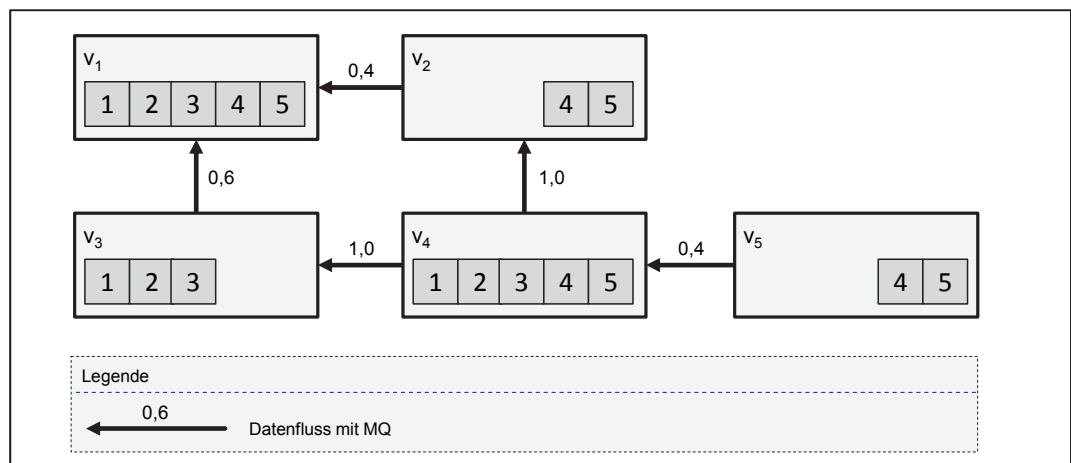 v1 v2
0,4
1 2 3 4 5 4 5
0,6 1,0
v3 v4 v5
1,0 0,4
1 2 3 1 2 3 4 5 4 5
Legende
0,6
Datenfluss mit MQ